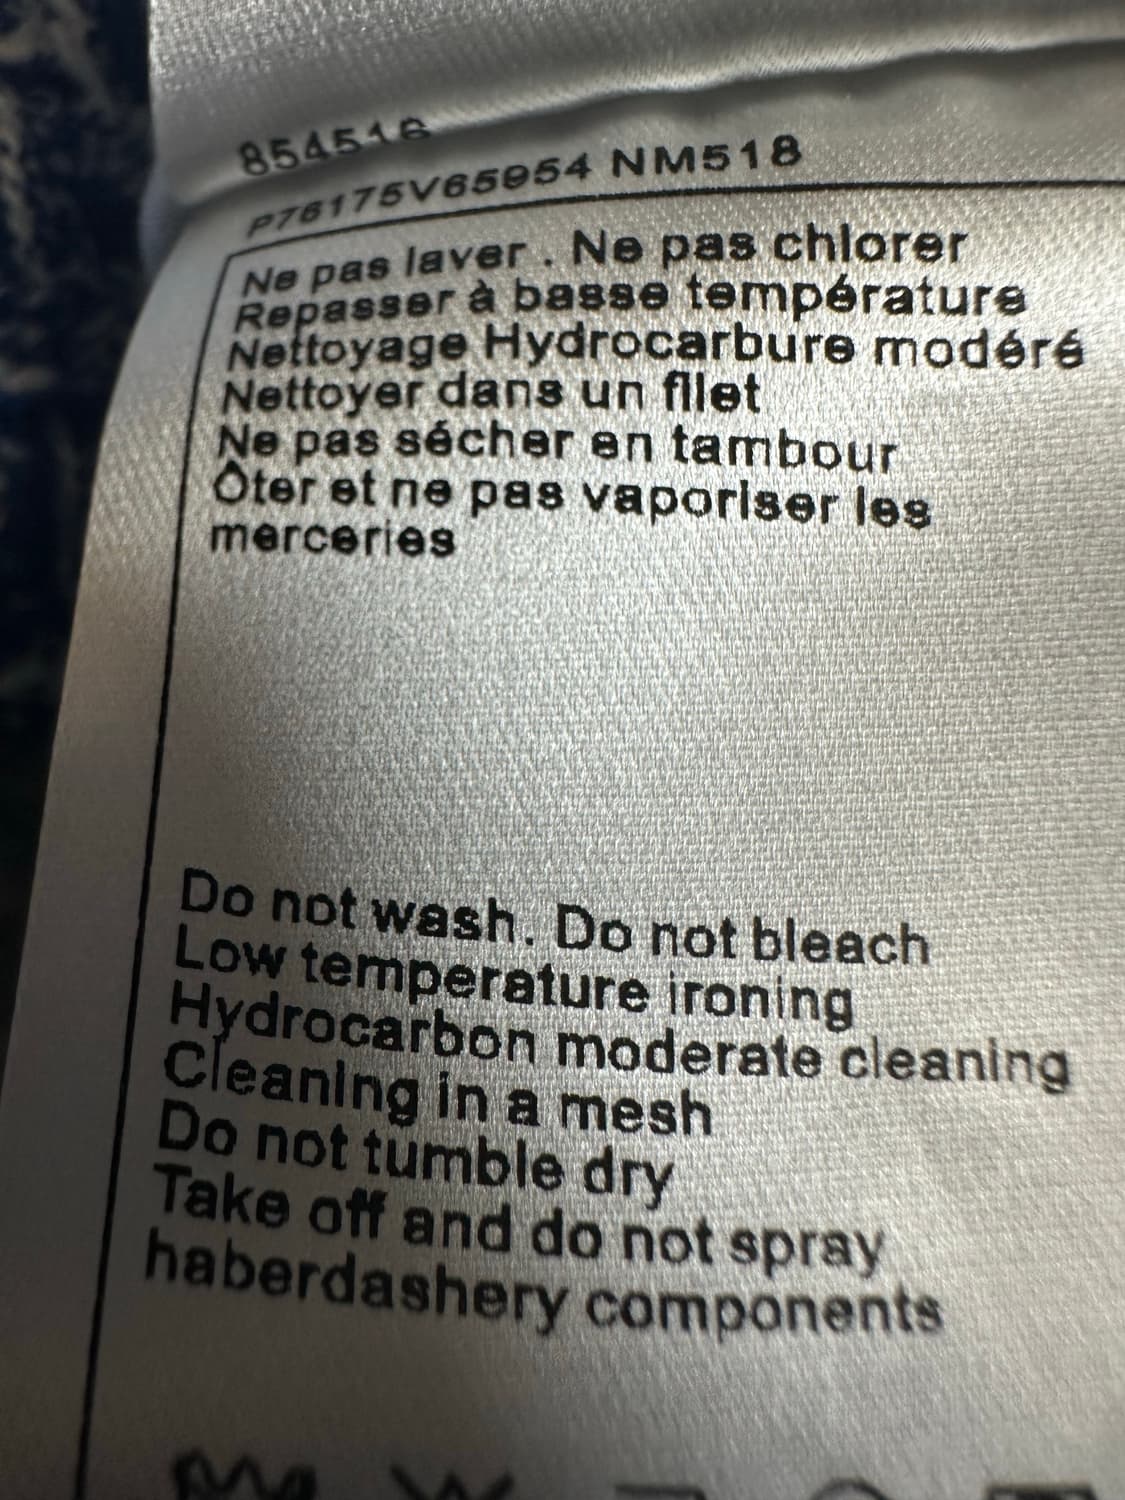 854518
P76175V65954 NM518
Ne pas laver . Ne pas chlorer
Repasser à basse température
Nettoyage Hydrocarbure modéré
Nettoyer dans un filet
Ne pas sécher en tambour
Ôter et ne pas vaporiser les
merceries
Do not wash. Do not bleach
Low temperature ironing
Hydrocarbon moderate cleaning
Cleaning in a mesh
Do not tumble dry
Take off and do not spray
haberdashery components